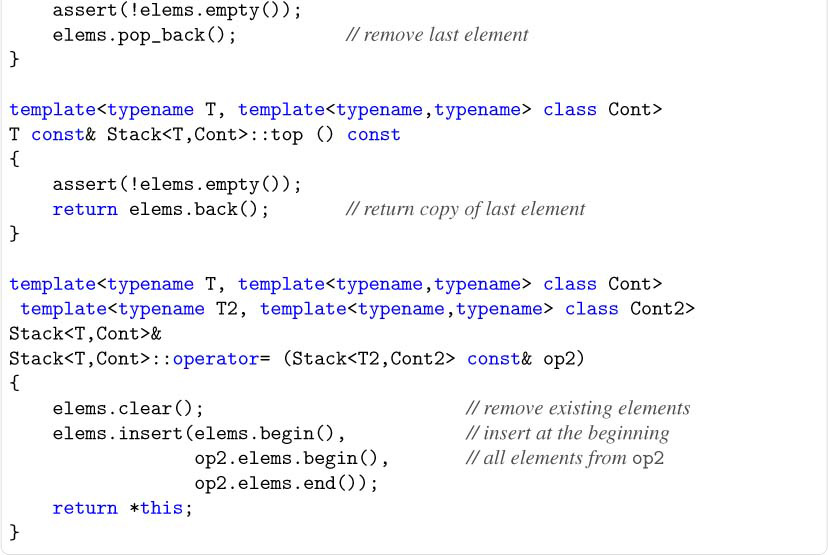 assert(!elems.empty());
elems.pop_back(); // remove last element
}
template<typename T, template<typename,typename> class Cont>
T const& Stack<T,Cont>::top () const
{
assert(!elems.empty());
return elems.back(); // return copy of last element
}
template<typename T, template<typename,typename> class Cont>
template<typename T2, template<typename,typename> class Cont2>
Stack<T,Cont>&
Stack<T,Cont>::operator= (Stack<T2,Cont2> const& op2)
{
elems.clear(); // remove existing elements
elems.insert(elems.begin(), // insert at the beginning
op2.elems.begin(), // all elements from op2
op2.elems.end());
return *this;
}